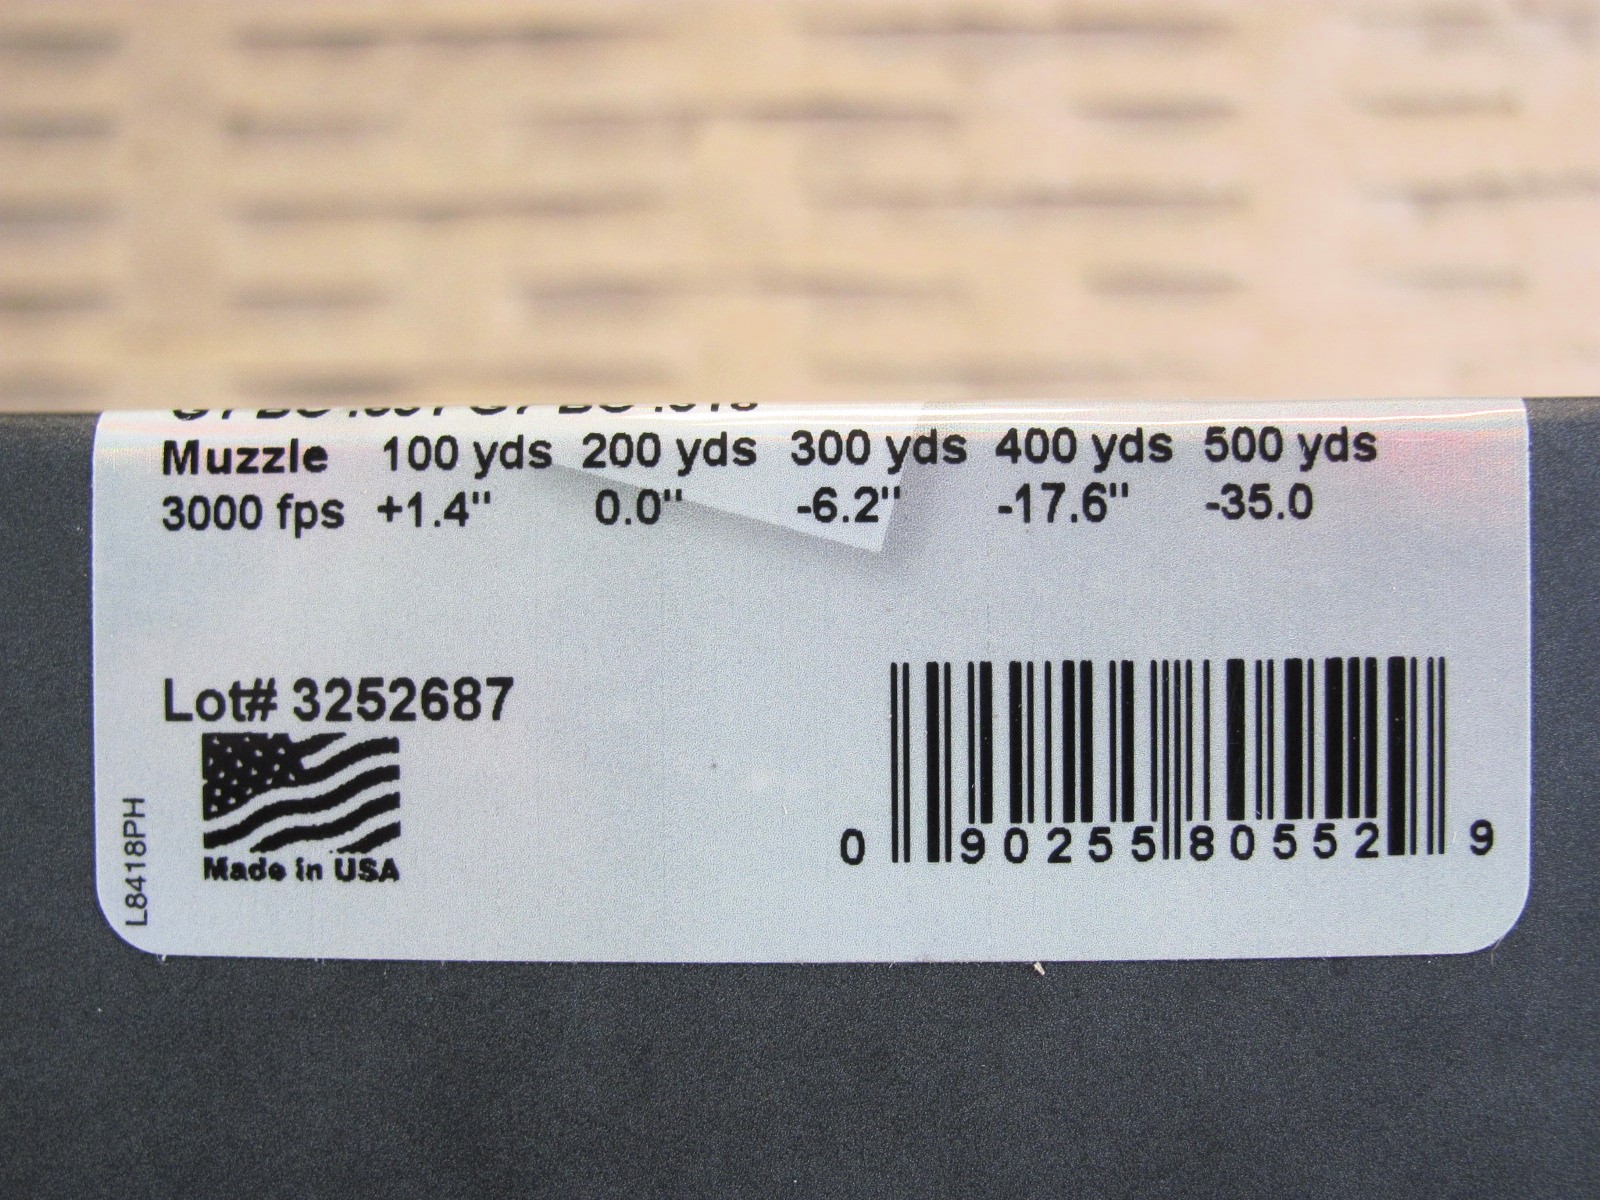 Muzzle 100 yds 200 yds 300 yds 400 yds 500 yds
3000 fps +1.4" 0.0" -6.2" -17.6" -35.0
Lot# 3252687
Made in USA
L8418PH
0 90255 80552 9